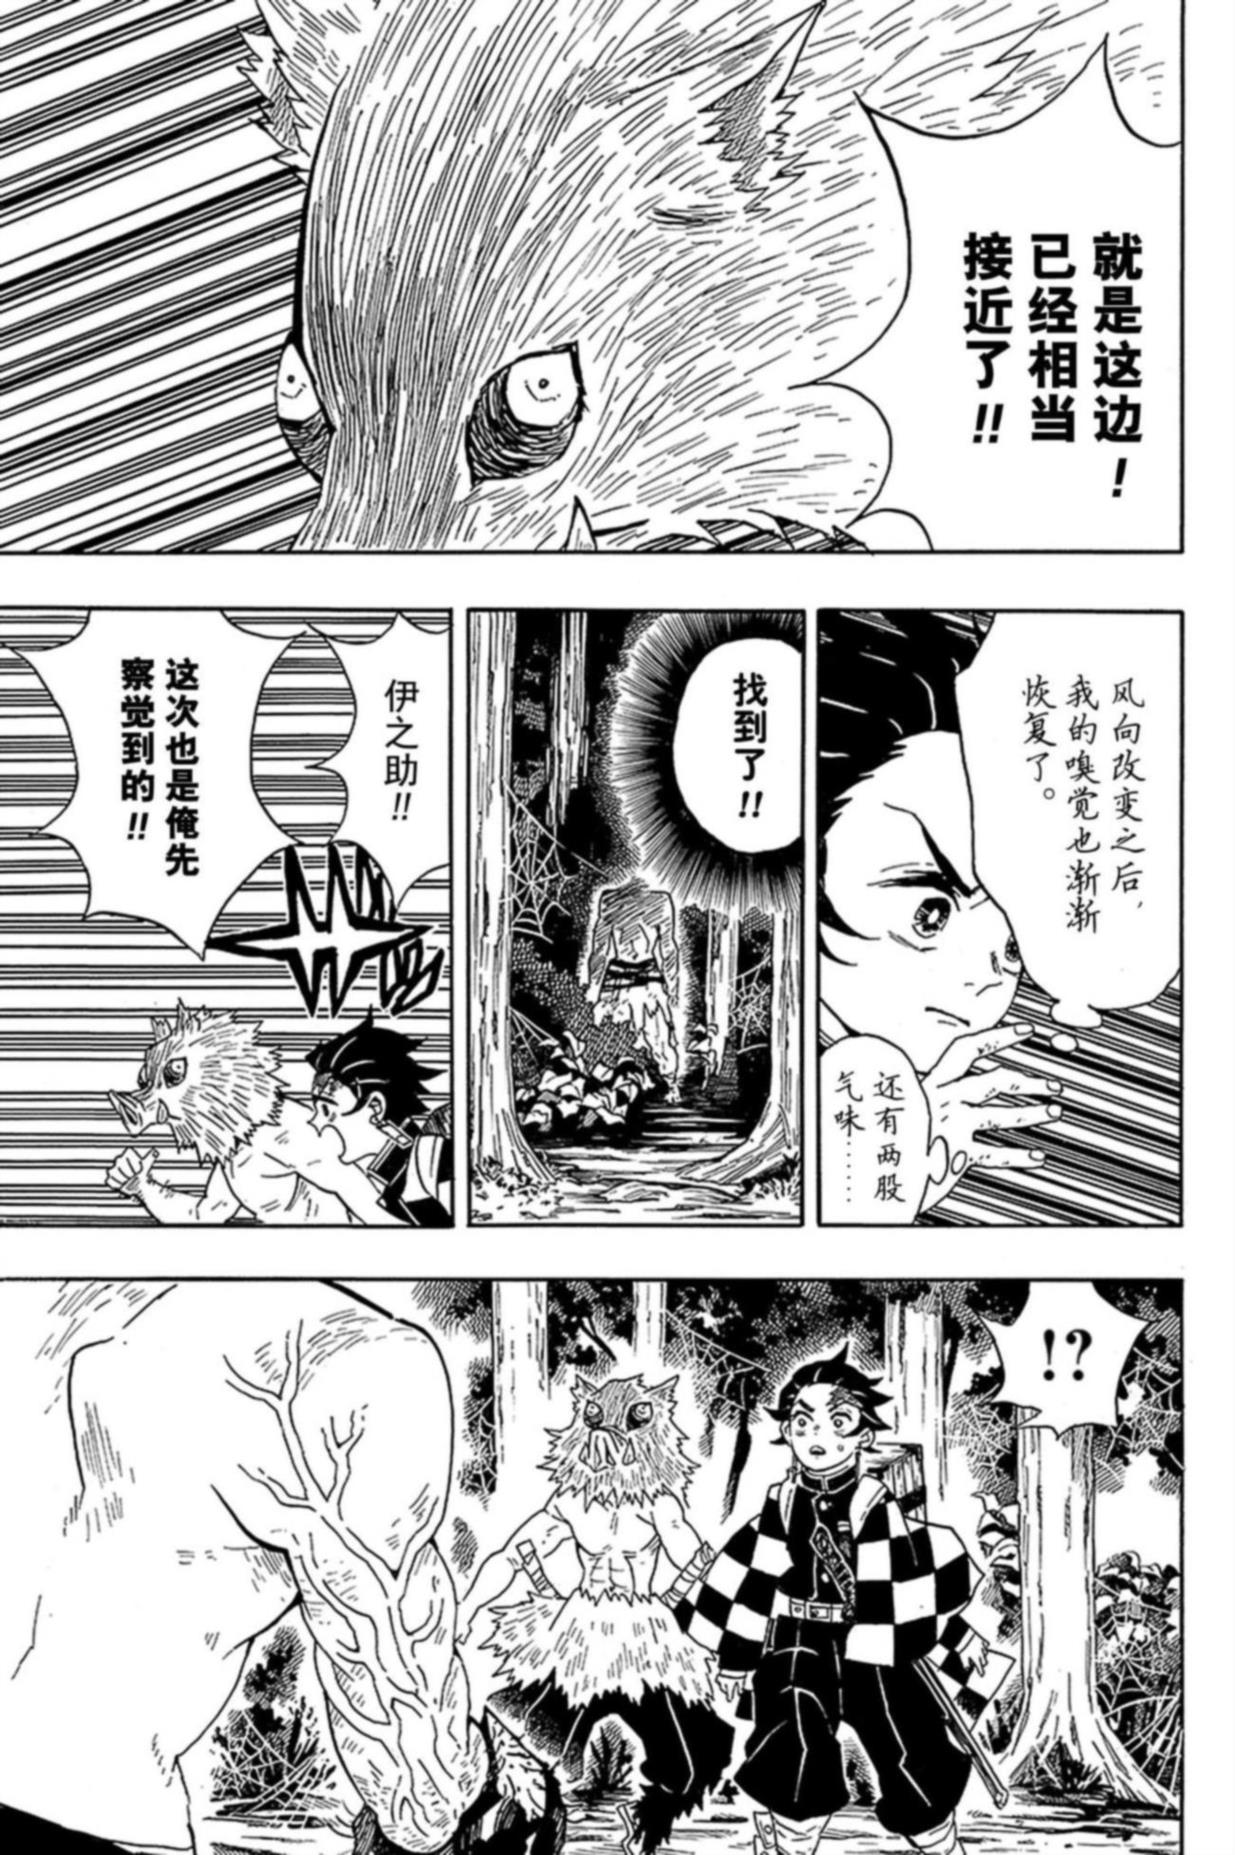 就是这边！
已经相当
接近了!!
风向改变之后，
我的嗅觉也渐渐
恢复了。
还有两股
气味……
找到了!!
伊之助!!
这次也是俺先
察觉到的!!
!?